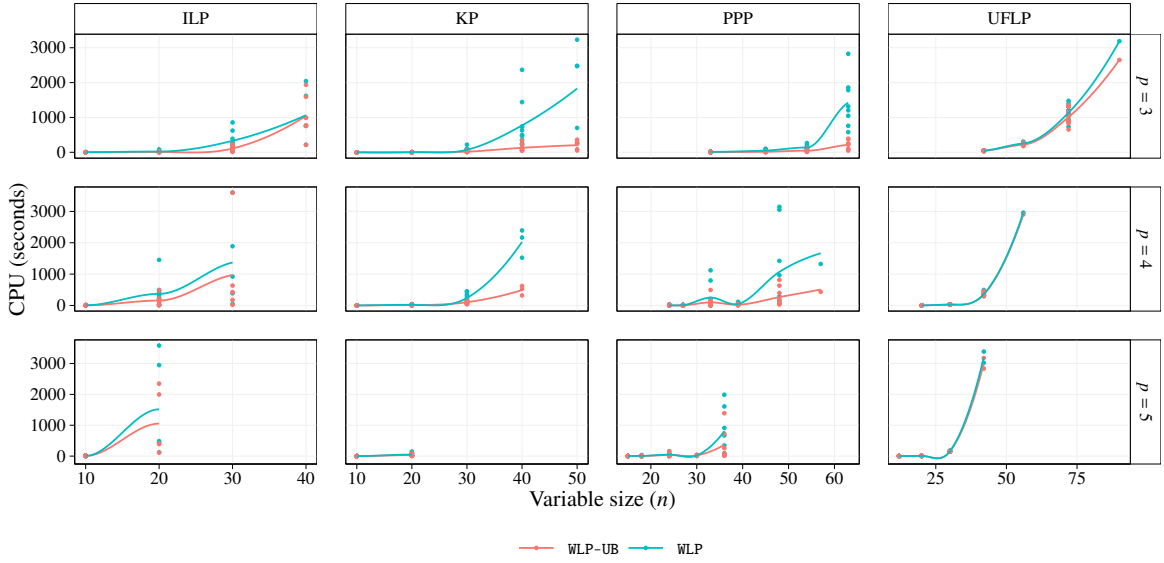 ILP KP PPP UFLP
3000
2000
1000
0
p = 3
3000
2000
1000
0
p = 4
3000
2000
1000
0
p = 5
CPU (seconds)
10 20 30 40 10 20 30 40 50 20 30 40 50 60 25 50 75
Variable size (n)
WLP-UB WLP